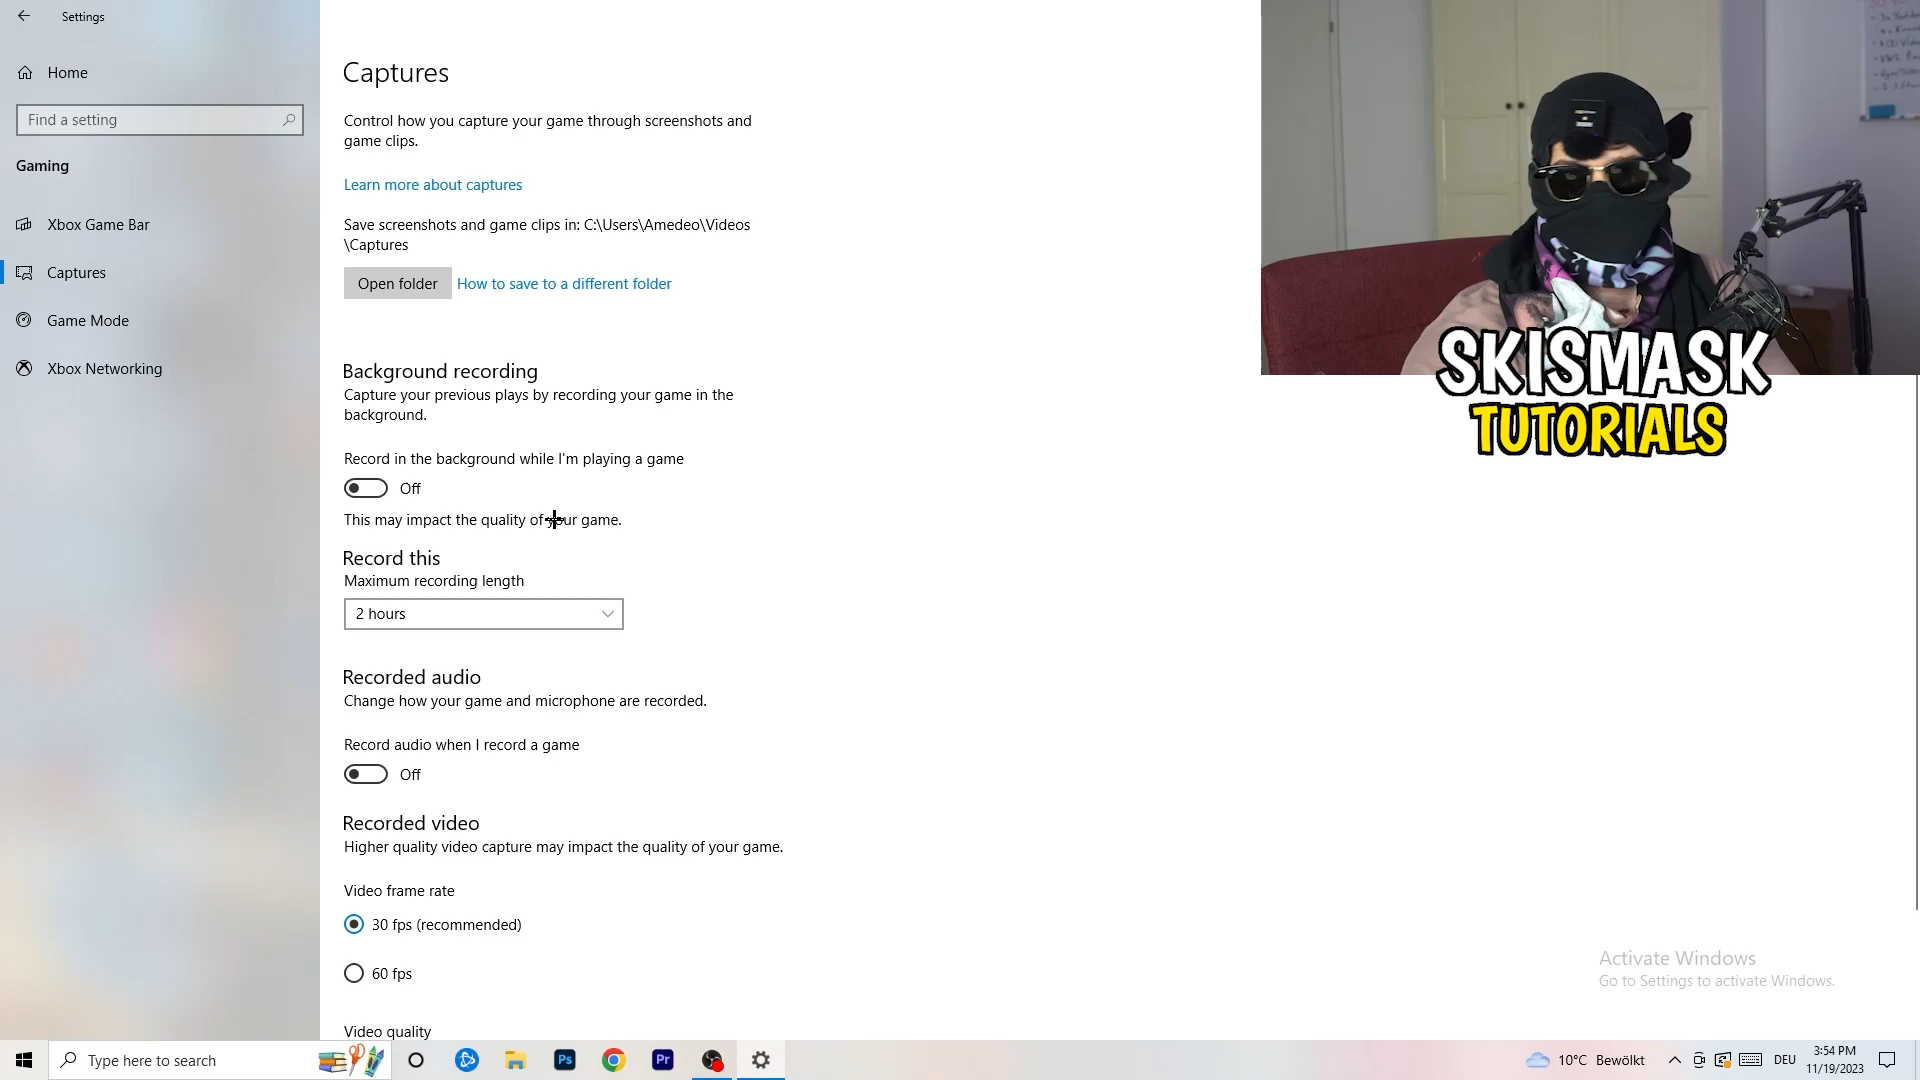 Settings
Home
Find a setting
Gaming
Xbox Game Bar
Captures
Game Mode
Xbox Networking
Captures
Control how you capture your game through screenshots and
game clips.
Learn more about captures
Save screenshots and game clips in: C:\Users\Amedeo\Videos
\Captures
Open folder
How to save to a different folder
Background recording
Capture your previous plays by recording your game in the
background.
Record in the background while I'm playing a game
Off
This may impact the quality of your game.
Record this
Maximum recording length
2 hours
Recorded audio
Change how your game and microphone are recorded.
Record audio when I record a game
Off
Recorded video
Higher quality video capture may impact the quality of your game.
Video frame rate
30 fps (recommended)
60 fps
Video quality
SKISMASK
TUTORIALS
Activate Windows
Go to Settings to activate Windows.
Type here to search
Ps
Pr
10°C Bewölkt
DEU
3:54 PM
11/19/2023